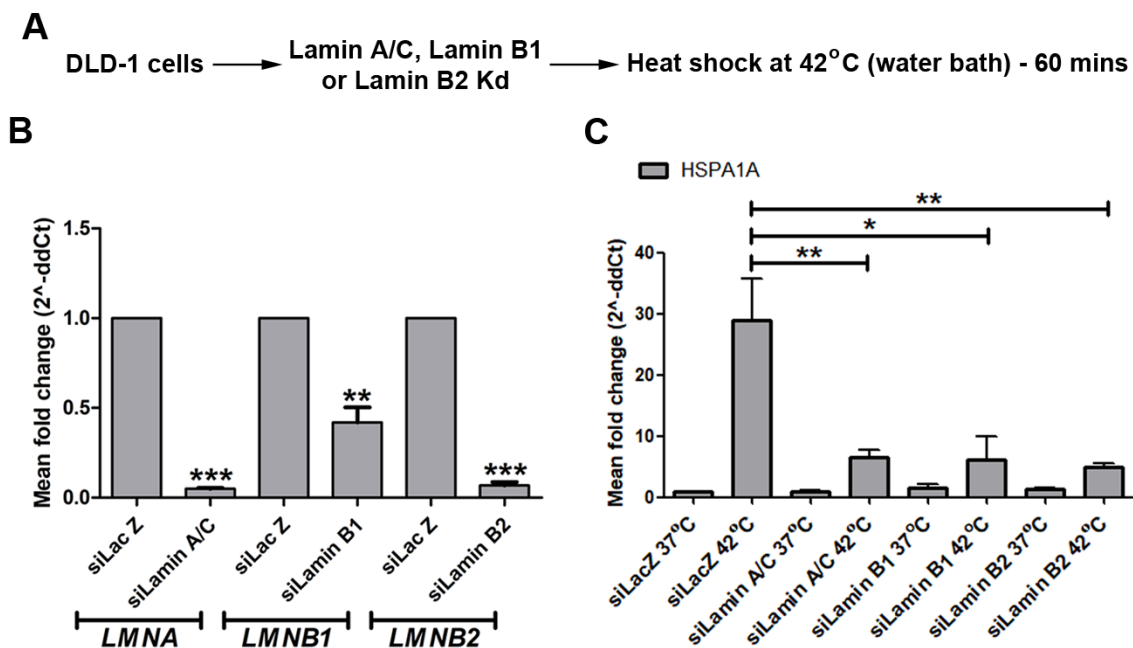 A
DLD-1 cells
Lamin A/C, Lamin B1
or Lamin B2 Kd
Heat shock at 42°C (water bath) - 60 mins
B
Mean fold change (2^-ddCt)
1.5
1.0
0.5
0.0
***
**
***
siLac Z
siLamin A/C
siLac Z
siLamin B1
siLac Z
siLamin B2
LMNA
LMNB1
LMNB2
C
HSPA1A
Mean fold change (2^-ddCt)
40
30
20
10
0
**
*
**
siLacZ 37°C
siLacZ 42°C
siLamin A/C 37°C
siLamin A/C 42°C
siLamin B1 37°C
siLamin B1 42°C
siLamin B2 37°C
siLamin B2 42°C